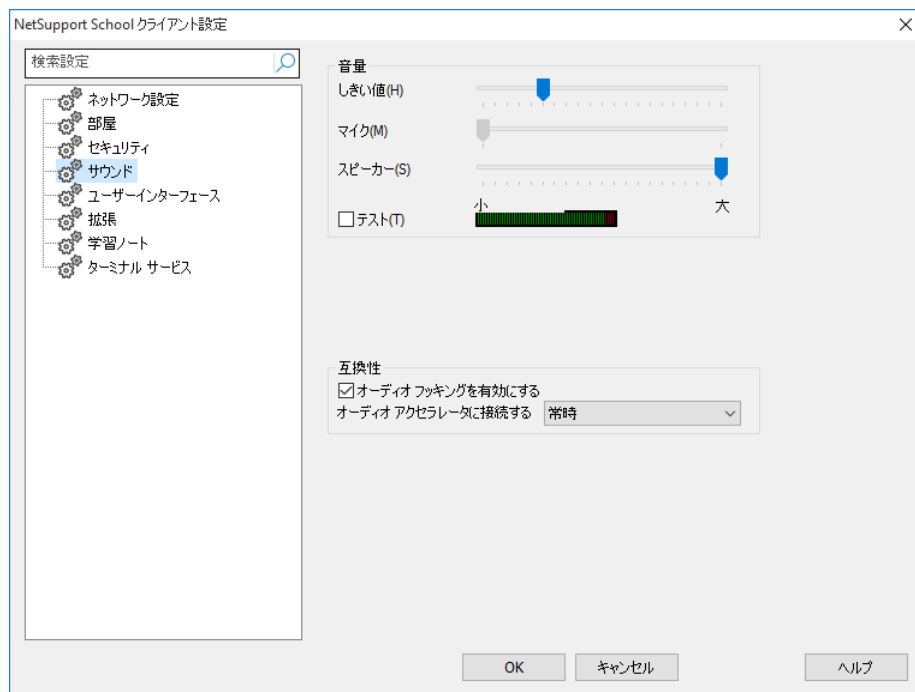 NetSupport School クライアント設定
検索設定
ネットワーク設定
部屋
セキュリティ
サウンド
ユーザーインターフェース
拡張
学習ノート
ターミナル サービス
音量
しきい値(H)
マイク(M)
スピーカー(S)
小 大
テスト(T)
互換性
オーディオ フッキングを有効にする
オーディオ アクセラレータに接続する 常時
OK キャンセル ヘルプ